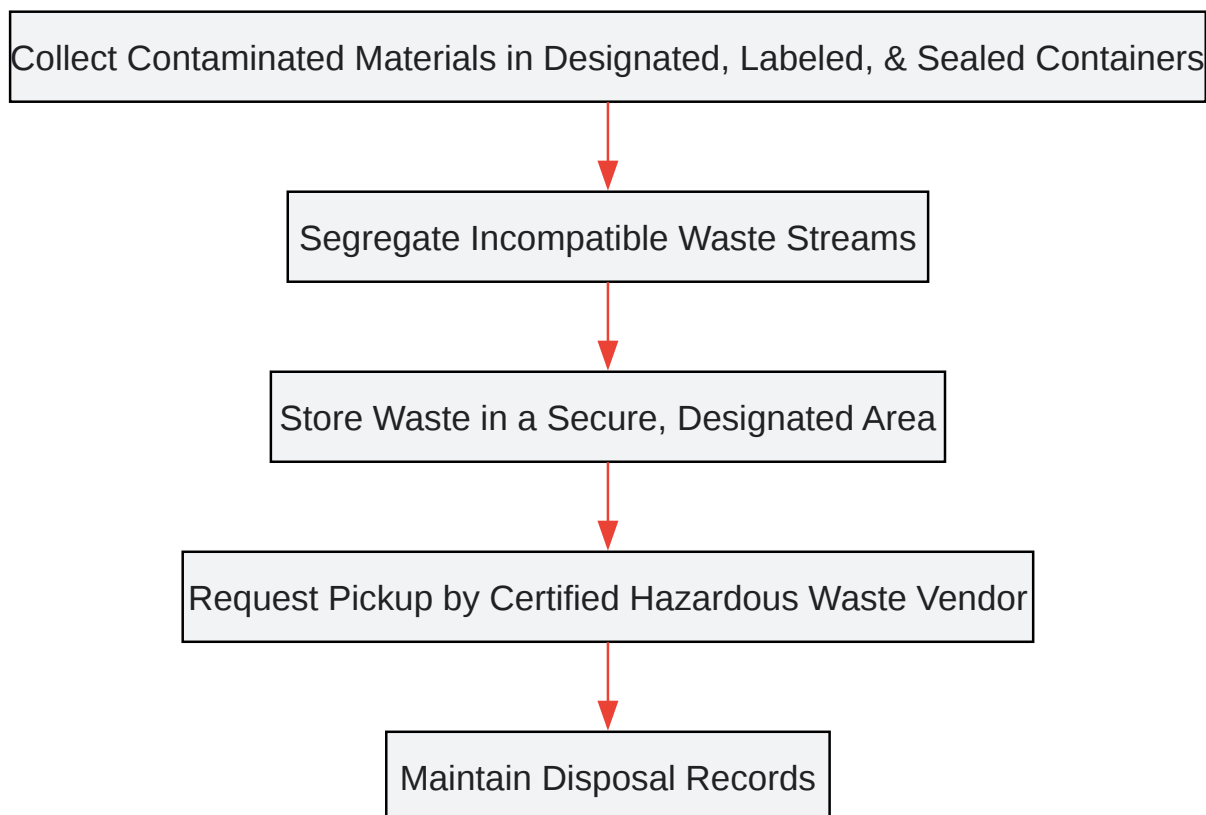 Collect Contaminated Materials in Designated, Labeled, & Sealed Containers
Segregate Incompatible Waste Streams
Store Waste in a Secure, Designated Area
Request Pickup by Certified Hazardous Waste Vendor
Maintain Disposal Records